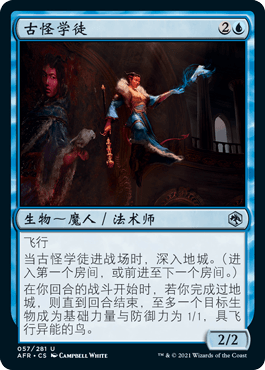 古怪学徒 2
生物～魔人／法术师
飞行
当古怪学徒进战场时，深入地城。（进
入第一个房间，或前进至下一个房间。）
在你回合的战斗开始时，若你完成过地
城，则直到回合结束，至多一个目标生物
成为基础力量与防御力为 1/1，具飞
行异能的鸟。
2/2
057/281 U
AFR • CS CAMPBELL WHITE
™ & © 2021 Wizards of the Coast